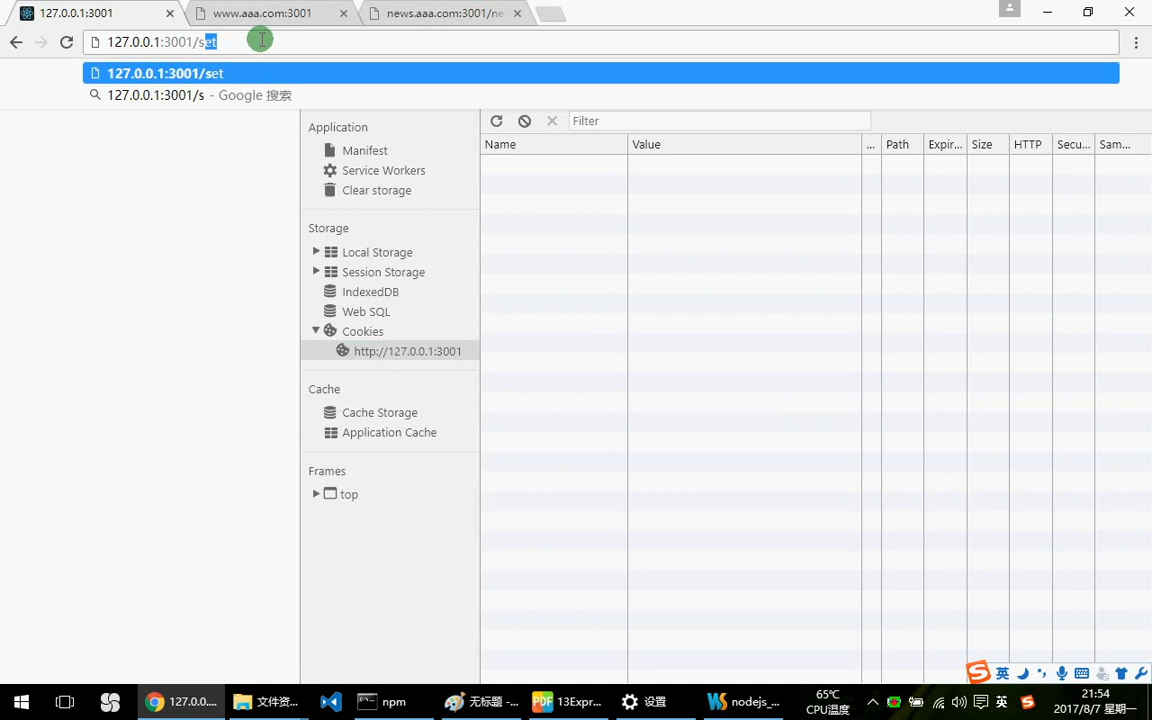 127.0.0.1:3001
www.aaa.com:3001
news.aaa.com:3001/ne
127.0.0.1:3001/set
127.0.0.1:3001/set
127.0.0.1:3001/s - Google 搜索
Application
Manifest
Service Workers
Clear storage
Storage
Local Storage
Session Storage
IndexedDB
Web SQL
Cookies
http://127.0.0.1:3001
Cache
Cache Storage
Application Cache
Frames
top
Filter
Name Value ... Path Expir... Size HTTP Secu... Sam...
英
127.0.0.... 文件资... npm 无标题 -... PDF 13Expr... 设置 WS nodejs_... 65℃ CPU温度 英 21:54 2017/8/7 星期一